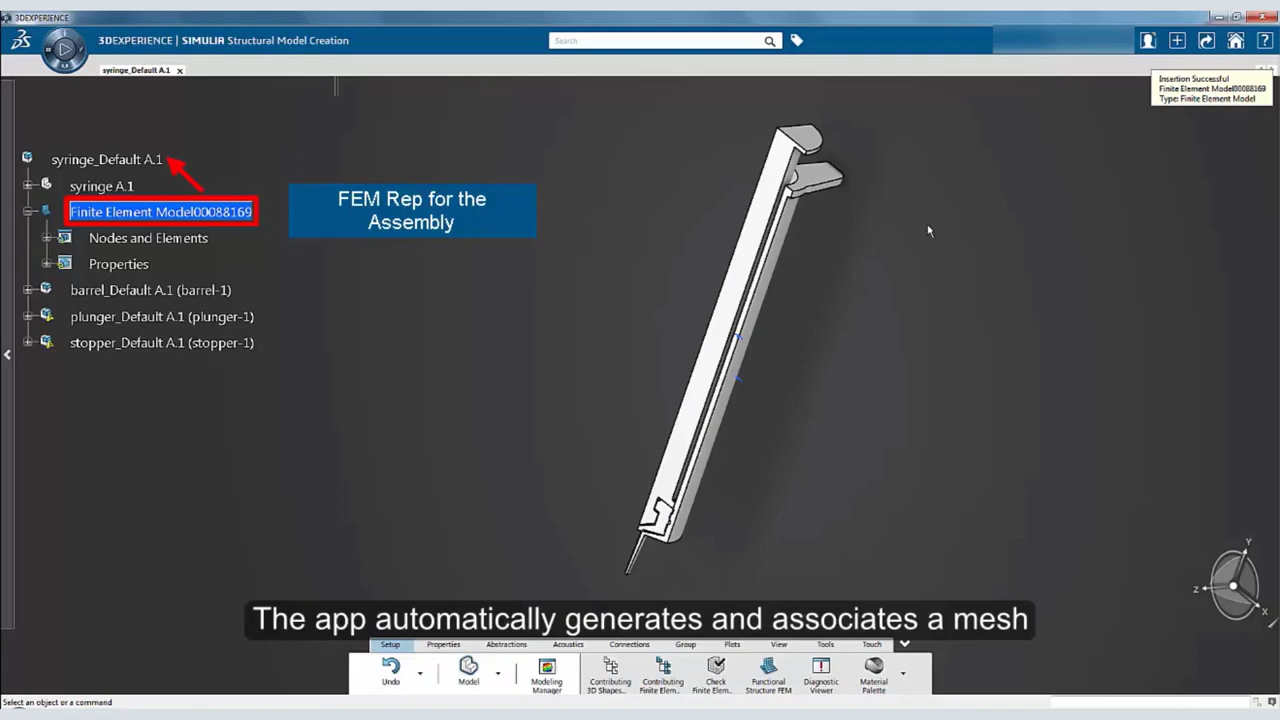 3DEXPERIENCE
3DEXPERIENCE | SIMULIA Structural Model Creation
Search
syringe_Default A.1
Insertion Successful
Finite Element Model00088169
Type: Finite Element Model
syringe_Default A.1
syringe A.1
Finite Element Model00088169
FEM Rep for the
Assembly
Nodes and Elements
Properties
barrel_Default A.1 (barrel-1)
plunger_Default A.1 (plunger-1)
stopper_Default A.1 (stopper-1)
Y
Z
X
The app automatically generates and associates a mesh
Setup Properties Abstractions Acoustics Connections Group Plots View Tools Touch
Undo
Model
Modeling
Manager
Contributing
3D Shapes...
Contributing
Finite Elem...
Check
Finite Elem...
Functional
Structure FEM
Diagnostic
Viewer
Material
Palette
Select an object or a command